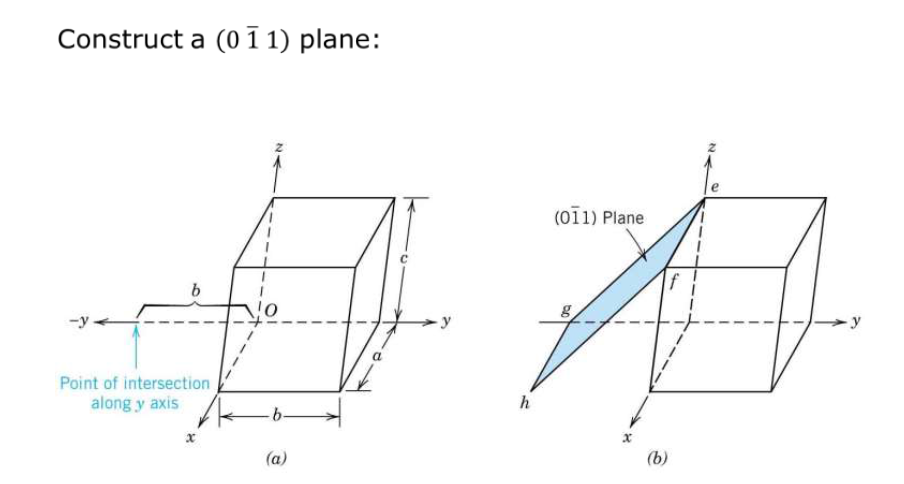 Construct a (0 1̄ 1) plane:
z
z
e
(01̄1) Plane
c
b
f
O
g
-y
y
y
a
Point of intersection
along y axis
h
b
x
x
(a)
(b)